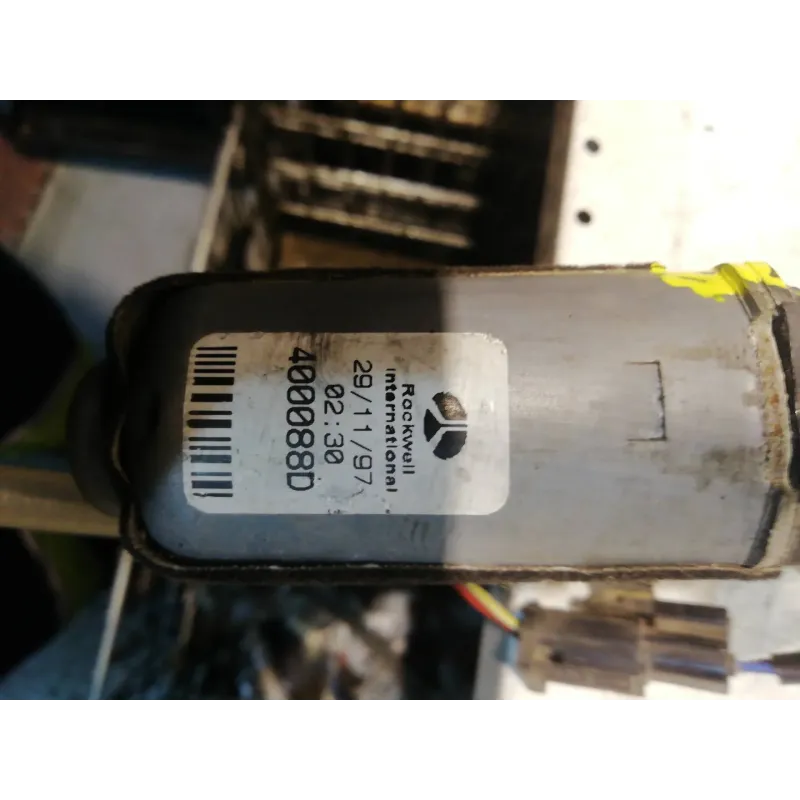 Rockwell
International
29/11/97
02:30
400088D